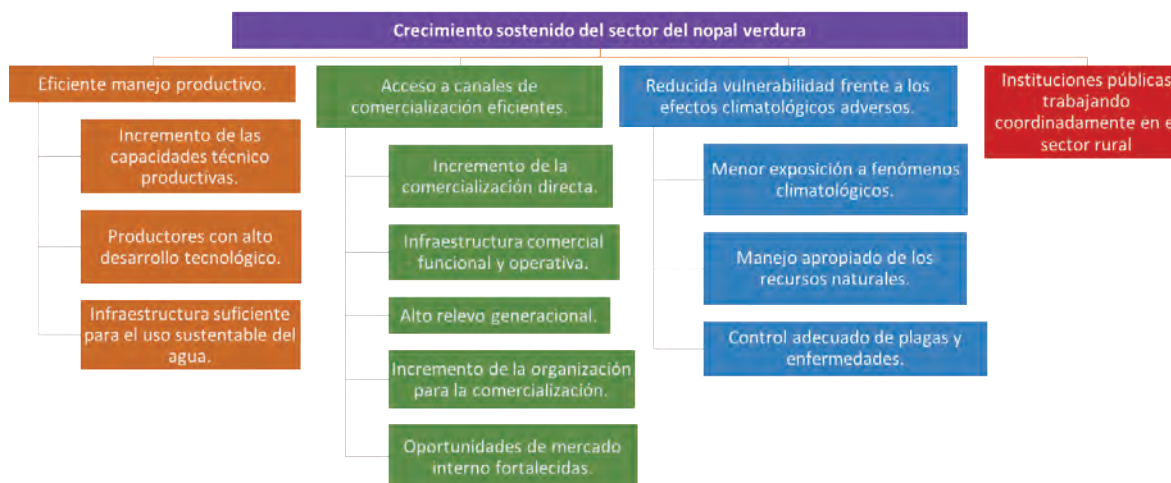 Crecimiento sostenido del sector del nopal verdura
Eficiente manejo productivo.
Incremento de las
capacidades técnico
productivas.
Productores con alto
desarrollo tecnológico.
Infraestructura suficiente
para el uso sustentable del
agua.
Acceso a canales de
comercialización eficientes.
Incremento de la
comercialización directa.
Infraestructura comercial
funcional y operativa.
Alto relevo generacional.
Incremento de la organización
para la comercialización.
Oportunidades de mercado
interno fortalecidas.
Reducida vulnerabilidad frente a los
efectos climatológicos adversos.
Menor exposición a fenómenos
climatológicos.
Manejo apropiado de los
recursos naturales.
Control adecuado de plagas y
enfermedades.
Instituciones públicas
trabajando
coordinadamente en e
sector rural